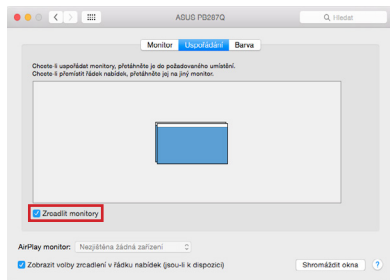 ASUS PB287Q
Hledat
Monitor Uspořádání Barva
Chcete-li uspořádat monitory, přetáhněte je do požadovaného umístění.
Chcete-li přemístit řádek nabídek, přetáhněte jej na jiný monitor.
Zrcadlit monitory
AirPlay monitor: Nezjištěna žádná zařízení
Zobrazit volby zrcadlení v řádku nabídek (jsou-li k dispozici) Shromáždit okna ?